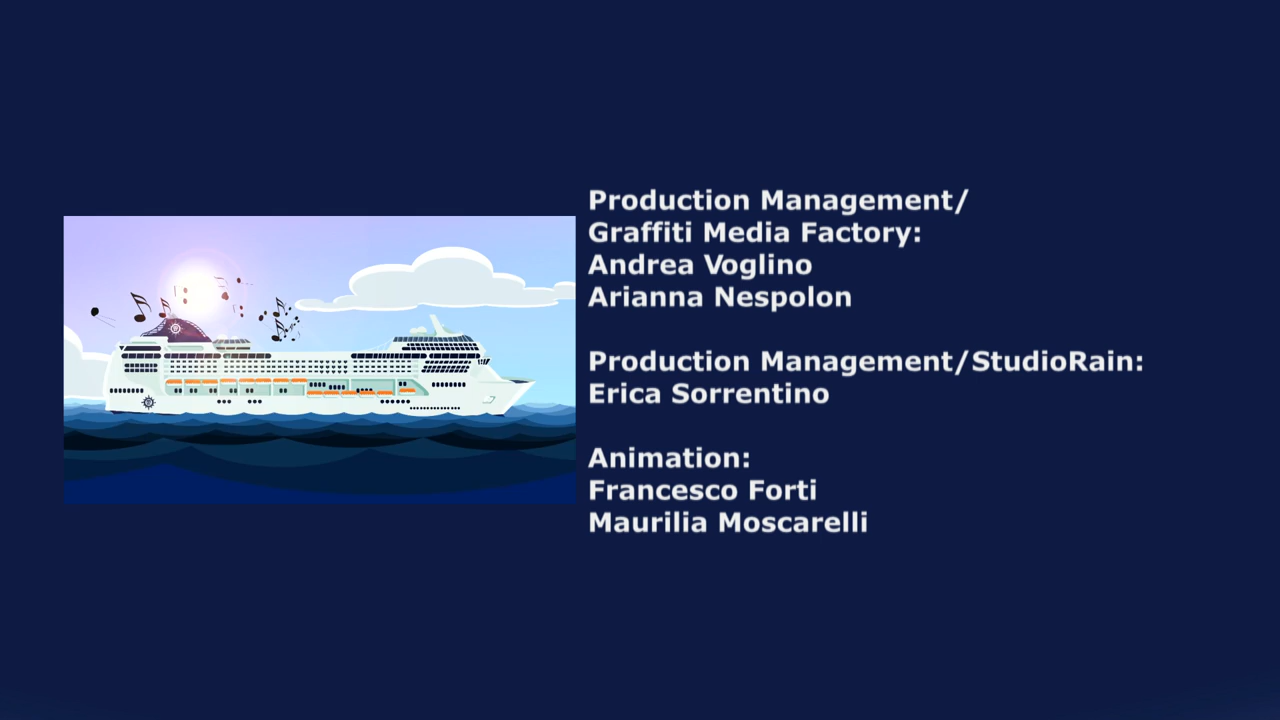 Production Management/
Graffiti Media Factory:
Andrea Voglino
Arianna Nespolon
Production Management/StudioRain:
Erica Sorrentino
Animation:
Francesco Forti
Maurilia Moscarelli